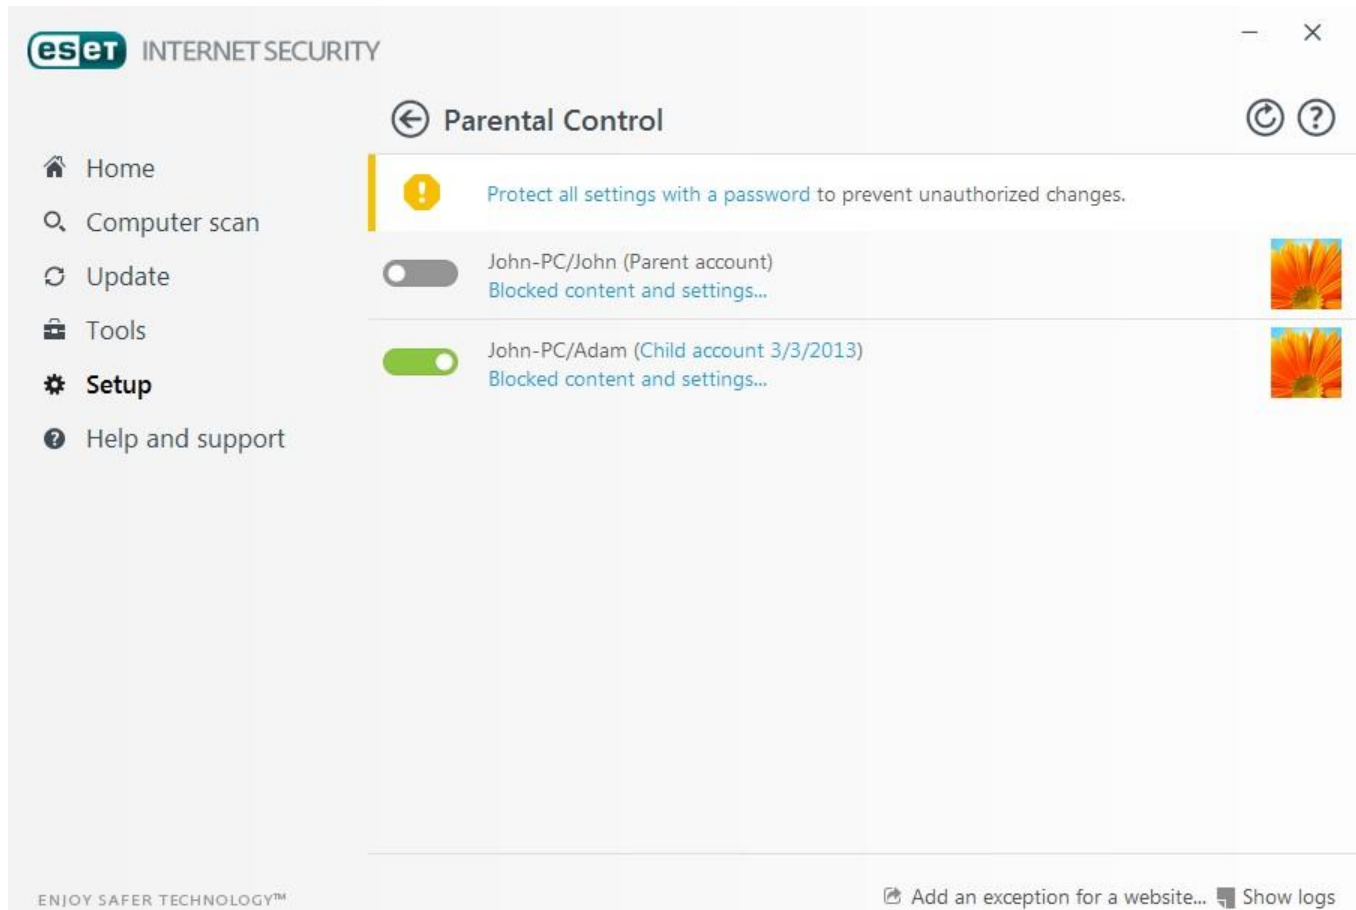 eseT INTERNET SECURITY
Parental Control
Home
Computer scan
Update
Tools
Setup
Help and support
Protect all settings with a password to prevent unauthorized changes.
John-PC/John (Parent account)
Blocked content and settings...
John-PC/Adam (Child account 3/3/2013)
Blocked content and settings...
ENJOY SAFER TECHNOLOGY™
Add an exception for a website... Show logs